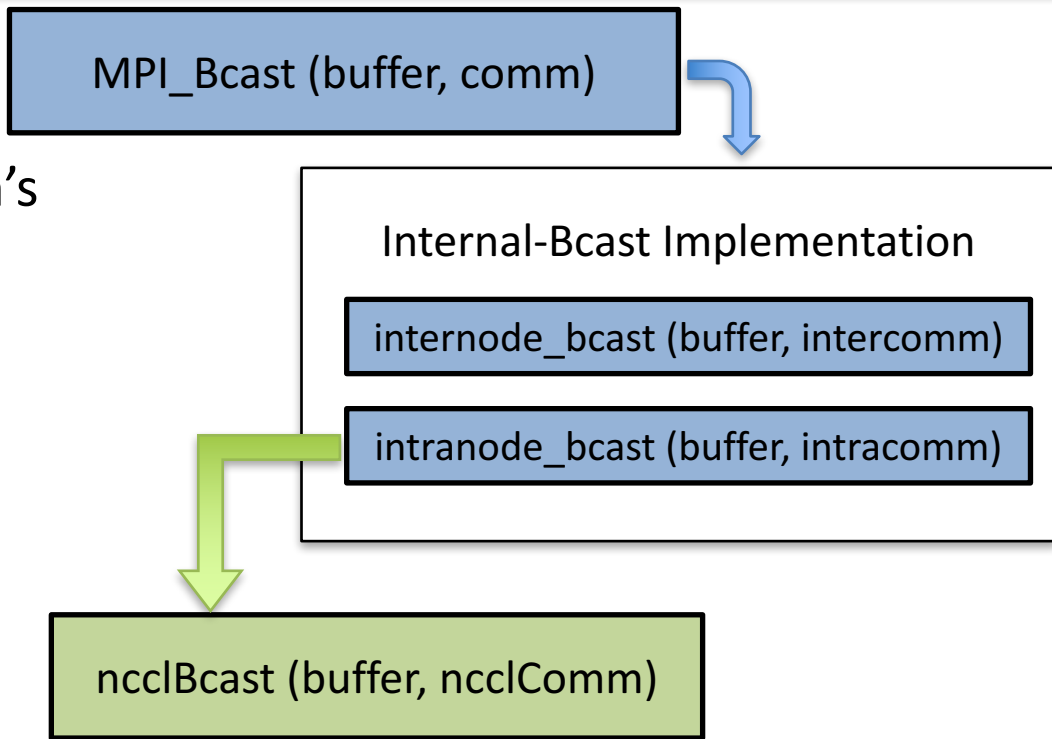 MPI_Bcast (buffer, comm)
Internal-Bcast Implementation
internode_bcast (buffer, intercomm)
intranode_bcast (buffer, intracomm)
ncclBcast (buffer, ncclComm)